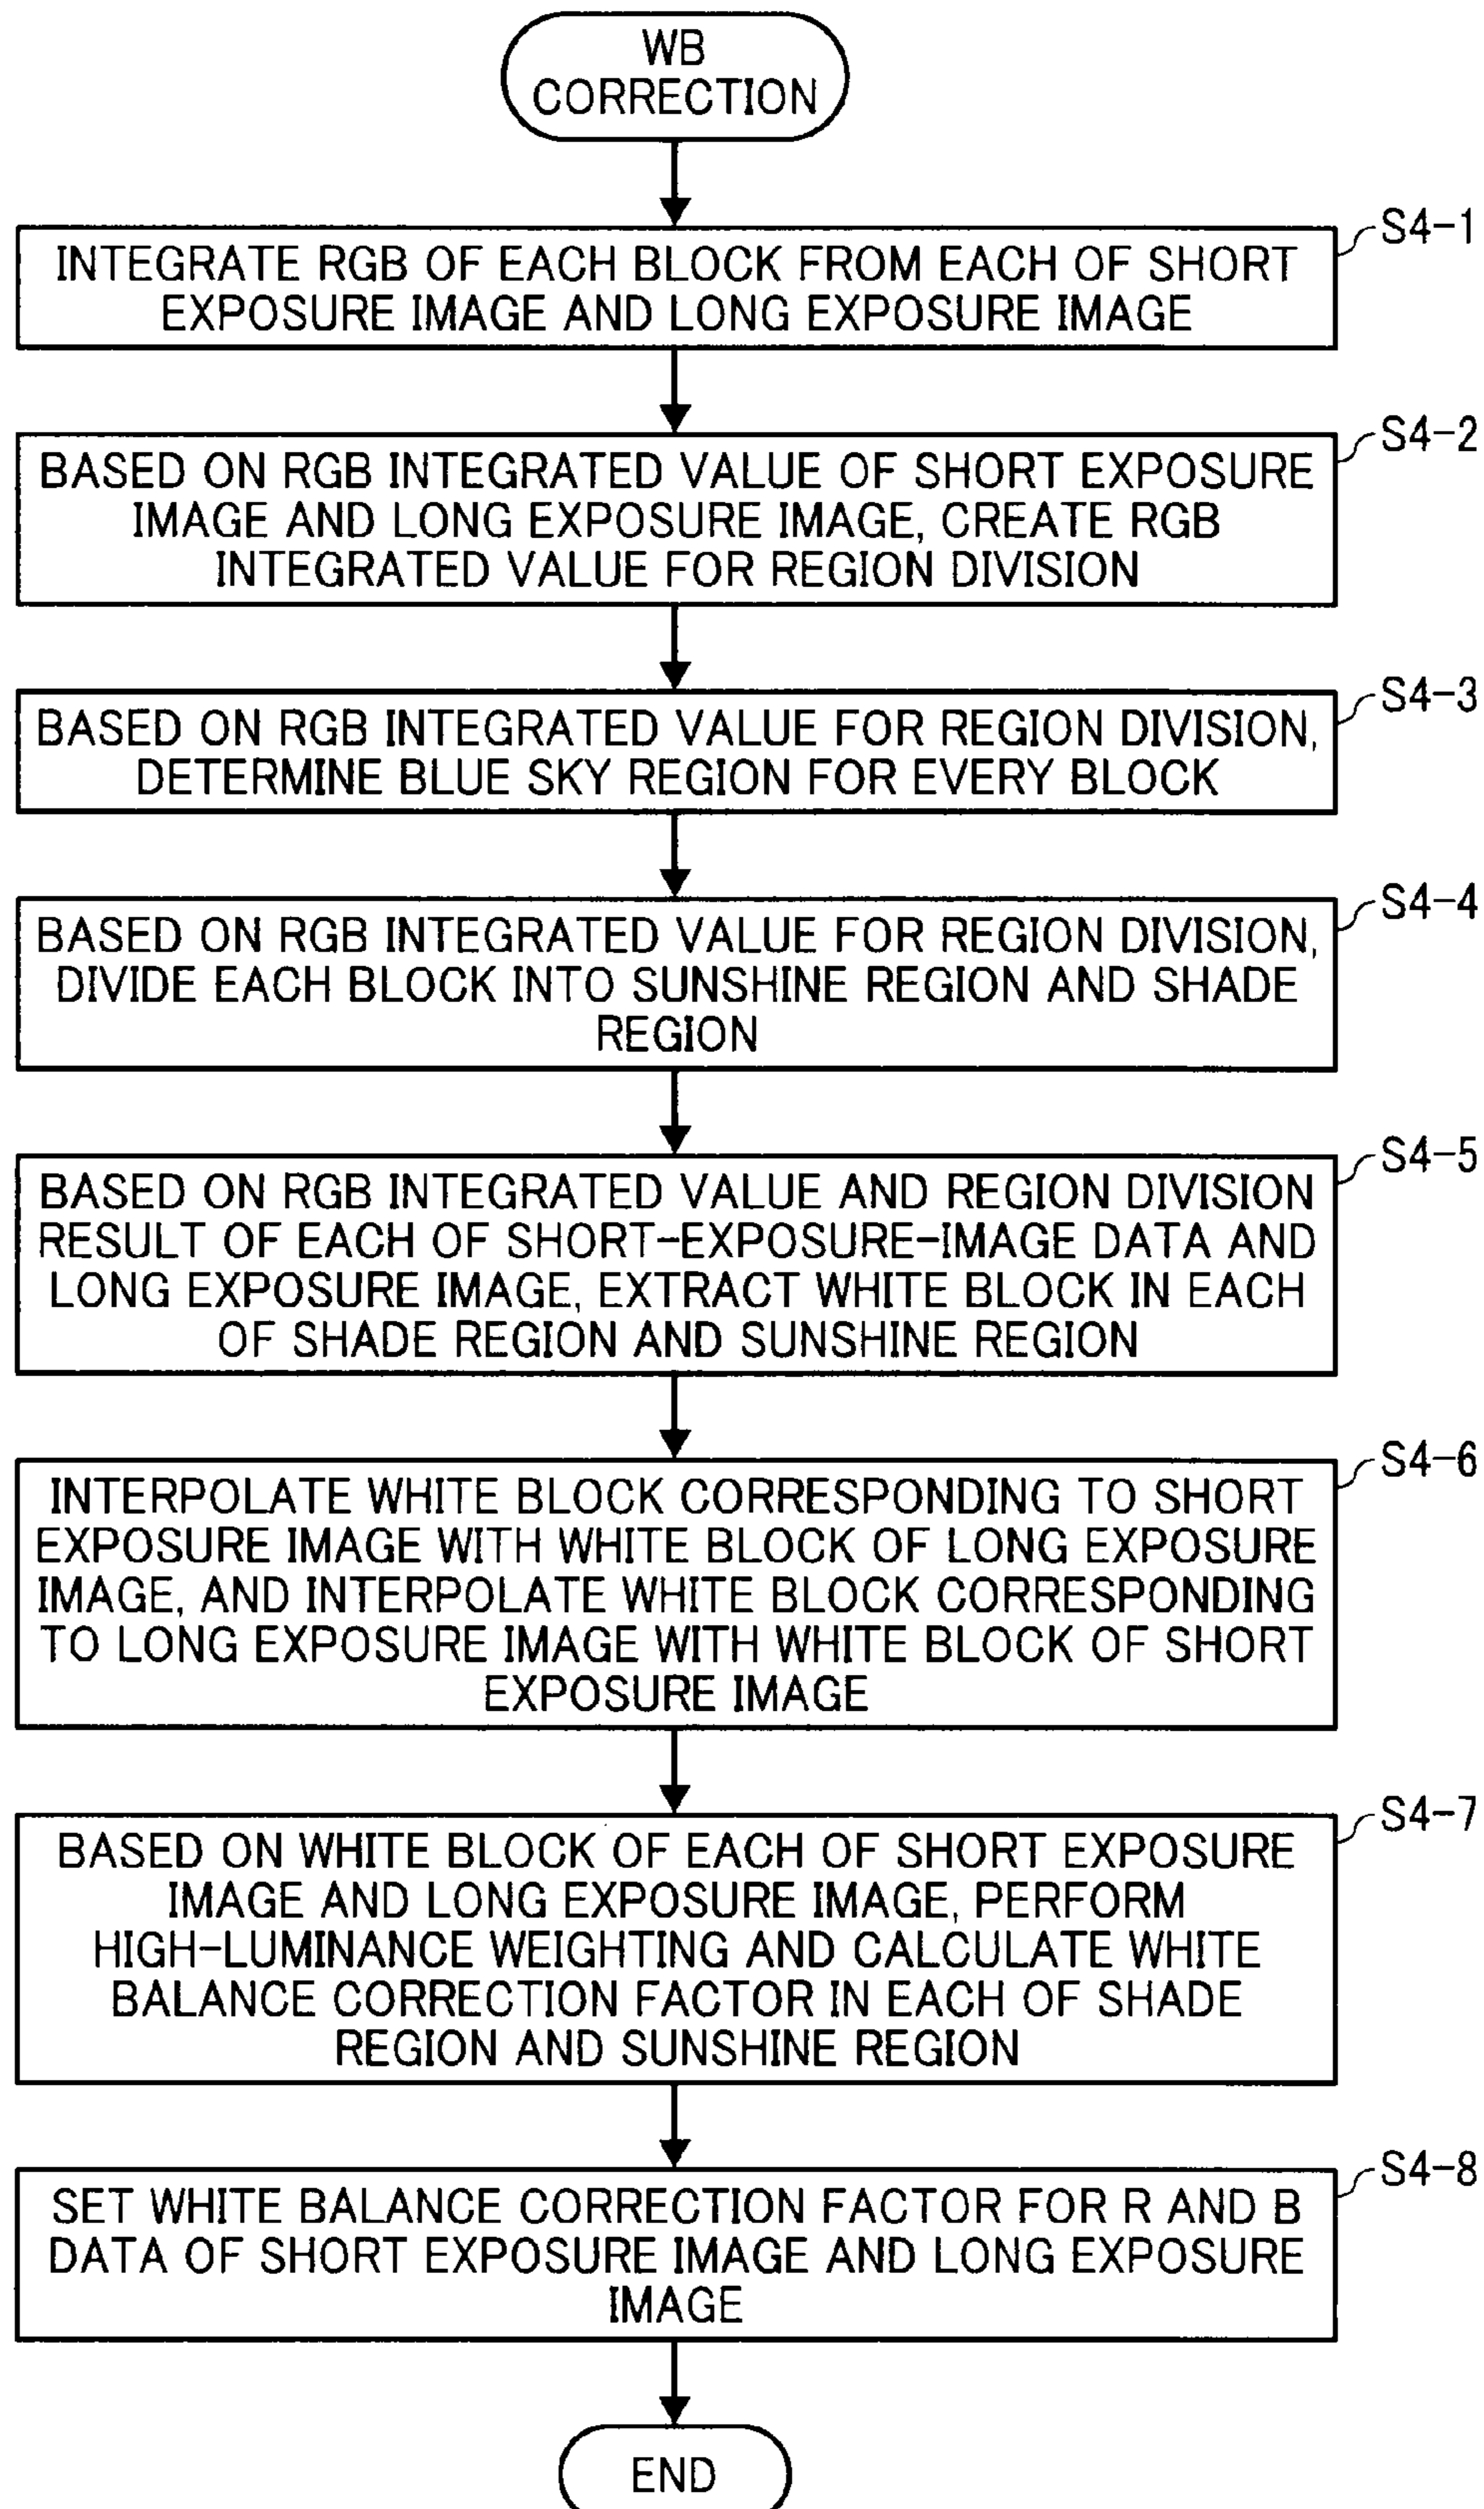 WB
CORRECTION
S4-1
INTEGRATE RGB OF EACH BLOCK FROM EACH OF SHORT
EXPOSURE IMAGE AND LONG EXPOSURE IMAGE
S4-2
BASED ON RGB INTEGRATED VALUE OF SHORT EXPOSURE
IMAGE AND LONG EXPOSURE IMAGE, CREATE RGB
INTEGRATED VALUE FOR REGION DIVISION
S4-3
BASED ON RGB INTEGRATED VALUE FOR REGION DIVISION,
DETERMINE BLUE SKY REGION FOR EVERY BLOCK
S4-4
BASED ON RGB INTEGRATED VALUE FOR REGION DIVISION,
DIVIDE EACH BLOCK INTO SUNSHINE REGION AND SHADE
REGION
S4-5
BASED ON RGB INTEGRATED VALUE AND REGION DIVISION
RESULT OF EACH OF SHORT-EXPOSURE-IMAGE DATA AND
LONG EXPOSURE IMAGE, EXTRACT WHITE BLOCK IN EACH
OF SHADE REGION AND SUNSHINE REGION
S4-6
INTERPOLATE WHITE BLOCK CORRESPONDING TO SHORT
EXPOSURE IMAGE WITH WHITE BLOCK OF LONG EXPOSURE
IMAGE, AND INTERPOLATE WHITE BLOCK CORRESPONDING
TO LONG EXPOSURE IMAGE WITH WHITE BLOCK OF SHORT
EXPOSURE IMAGE
S4-7
BASED ON WHITE BLOCK OF EACH OF SHORT EXPOSURE
IMAGE AND LONG EXPOSURE IMAGE, PERFORM
HIGH-LUMINANCE WEIGHTING AND CALCULATE WHITE
BALANCE CORRECTION FACTOR IN EACH OF SHADE
REGION AND SUNSHINE REGION
S4-8
SET WHITE BALANCE CORRECTION FACTOR FOR R AND B
DATA OF SHORT EXPOSURE IMAGE AND LONG EXPOSURE
IMAGE
END